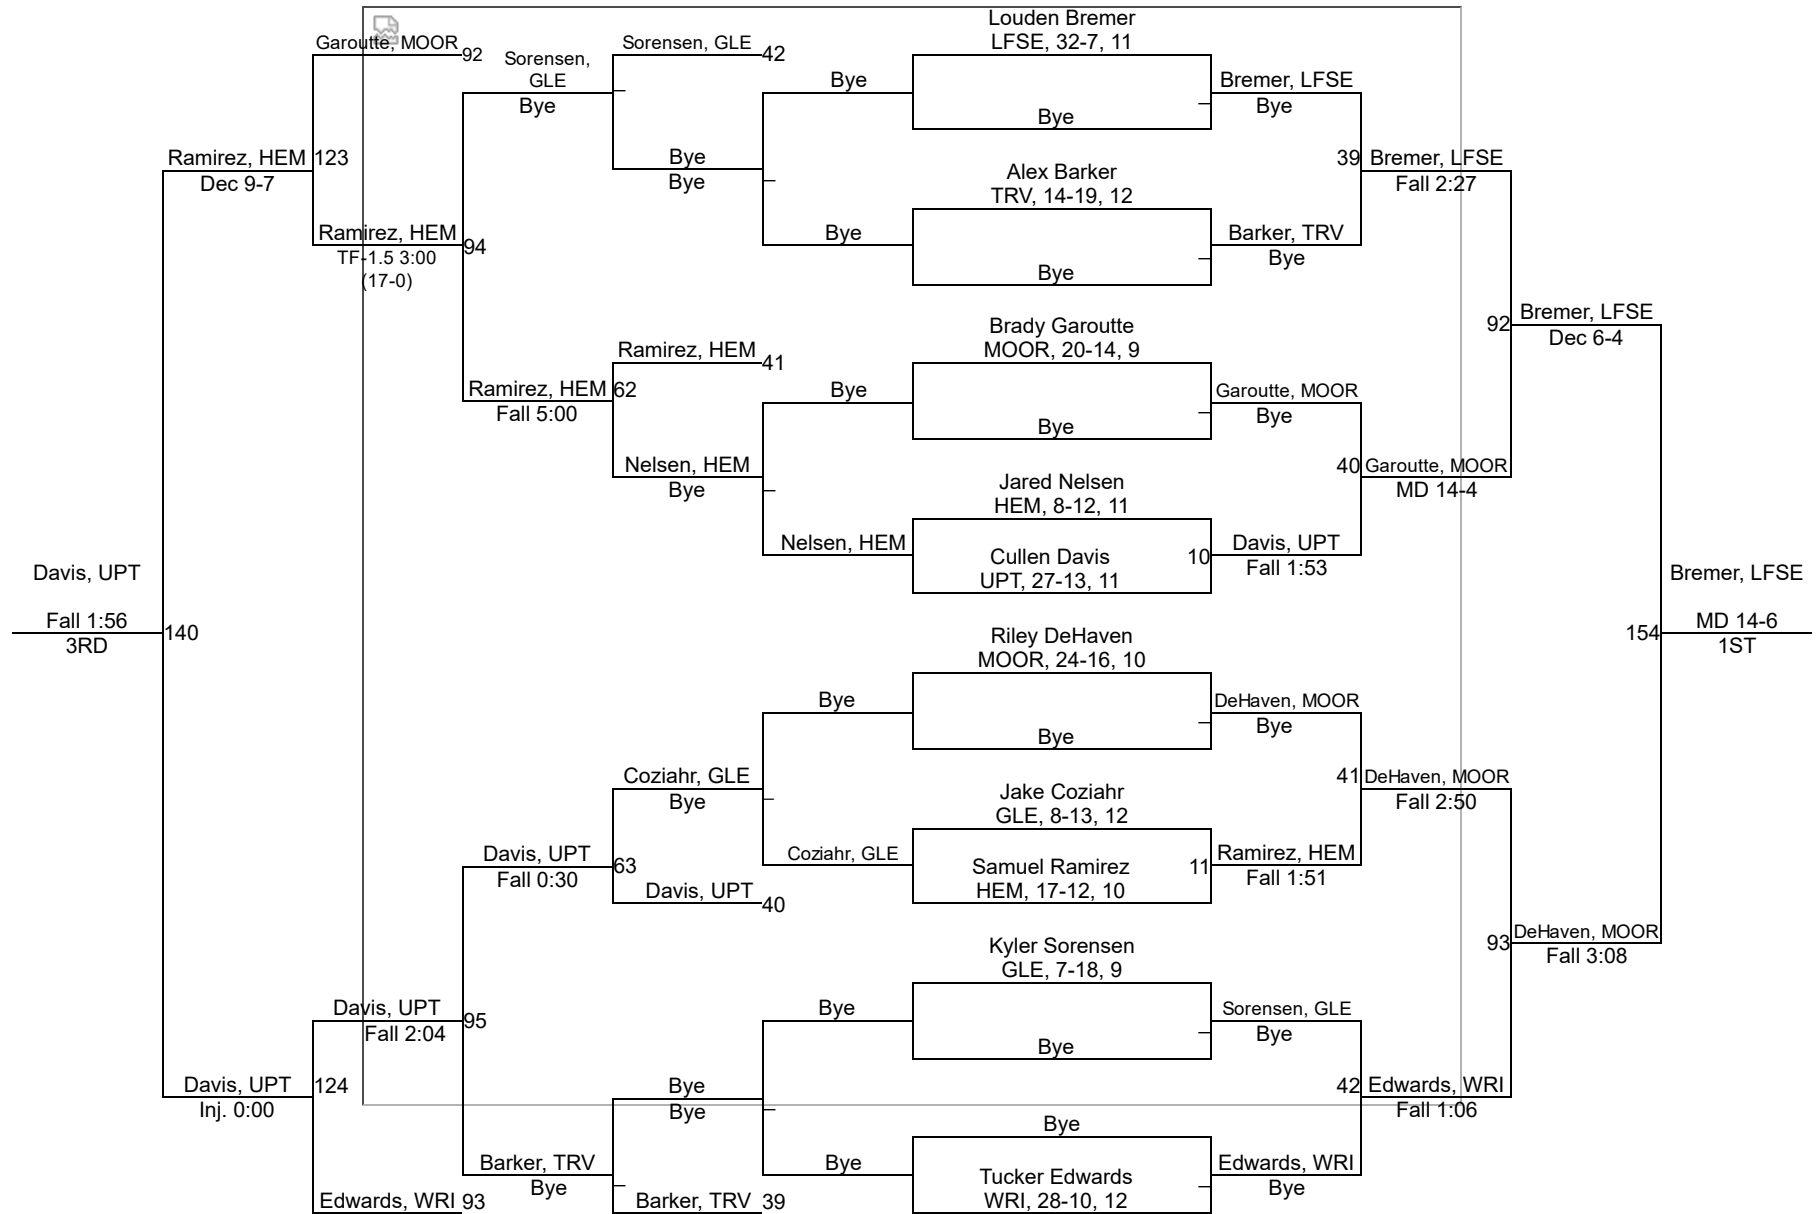 Louden Bremer
LFSE, 32-7, 11
Garoutte, MOOR
92
Sorensen,
GLE
Bye
Sorensen, GLE
42
Bye
Bye
Bremer, LFSE
Bye
Ramirez, HEM
123
Dec 9-7
Bye
Bye
Alex Barker
TRV, 14-19, 12
39
Bremer, LFSE
Fall 2:27
Ramirez, HEM
94
TF-1.5 3:00
(17-0)
Bye
Bye
Barker, TRV
Bye
Brady Garoutte
MOOR, 20-14, 9
92
Bremer, LFSE
Dec 6-4
Ramirez, HEM
41
Ramirez, HEM
62
Fall 5:00
Bye
Bye
Garoutte, MOOR
Bye
Nelsen, HEM
Bye
Jared Nelsen
HEM, 8-12, 11
40
Garoutte, MOOR
MD 14-4
Nelsen, HEM
Cullen Davis
UPT, 27-13, 11
10
Davis, UPT
Fall 1:53
Davis, UPT
Fall 1:56
3RD
140
Bremer, LFSE
154
MD 14-6
1ST
Riley DeHaven
MOOR, 24-16, 10
Bye
Bye
DeHaven, MOOR
Bye
Coziahr, GLE
Bye
Jake Coziahr
GLE, 8-13, 12
41
DeHaven, MOOR
Fall 2:50
Davis, UPT
63
Fall 0:30
Coziahr, GLE
Samuel Ramirez
HEM, 17-12, 10
11
Ramirez, HEM
Fall 1:51
Davis, UPT
40
Kyler Sorensen
GLE, 7-18, 9
93
DeHaven, MOOR
Fall 3:08
Davis, UPT
95
Fall 2:04
Bye
Bye
Sorensen, GLE
Bye
Davis, UPT
124
Inj. 0:00
Bye
Bye
42
Edwards, WRI
Fall 1:06
Bye
Barker, TRV
Bye
Bye
Tucker Edwards
WRI, 28-10, 12
Edwards, WRI
Bye
Edwards, WRI
93
Barker, TRV
39